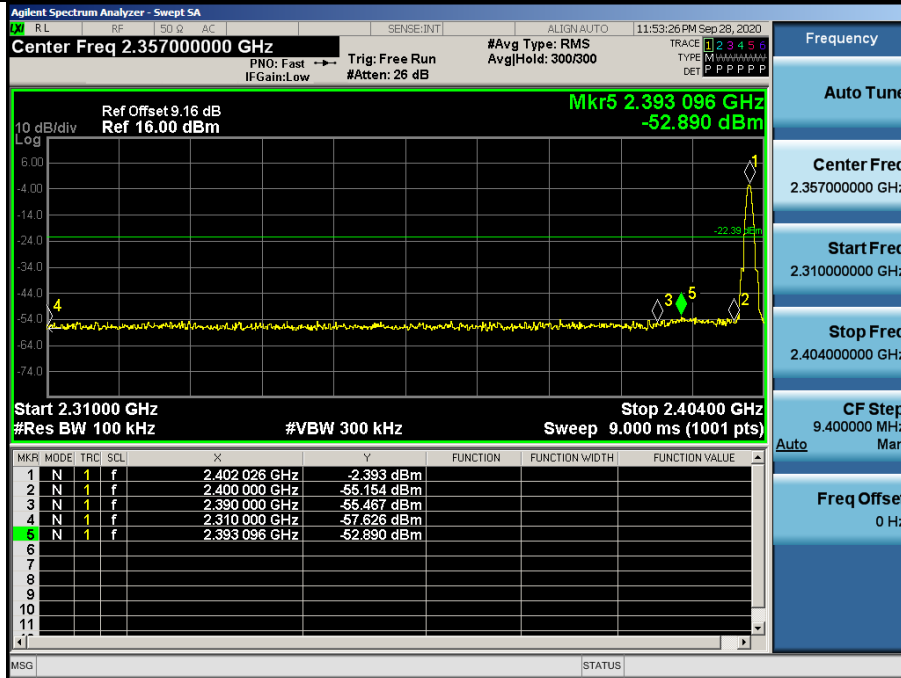 Agilent Spectrum Analyzer - Swept SA
LXI RL RF 50 Ω AC SENSE:INT ALIGN AUTO 11:53:26 PM Sep 28, 2020
Center Freq 2.357000000 GHz
PNO: Fast
IFGain:Low
Trig: Free Run
#Atten: 26 dB
#Avg Type: RMS
Avg|Hold: 300/300
TRACE 1 2 3 4 5 6
TYPE M
DET P P P P P P
Mkr5 2.393 096 GHz
-52.890 dBm
Ref Offset 9.16 dB
10 dB/div Ref 16.00 dBm
Log
6.00
-4.00
-14.0
-24.0
-34.0
-44.0
-54.0
-64.0
-74.0
-22.39 dBm
1
4
3
5
2
Start 2.31000 GHz Stop 2.40400 GHz
#Res BW 100 kHz #VBW 300 kHz Sweep 9.000 ms (1001 pts)
MKR MODE TRC SCL X Y FUNCTION FUNCTION WIDTH FUNCTION VALUE
1 N 1 f 2.402 026 GHz -2.393 dBm
2 N 1 f 2.400 000 GHz -55.154 dBm
3 N 1 f 2.390 000 GHz -55.467 dBm
4 N 1 f 2.310 000 GHz -57.626 dBm
5 N 1 f 2.393 096 GHz -52.890 dBm
6
7
8
9
10
11
MSG STATUS
Frequency
Auto Tune
Center Freq
2.357000000 GHz
Start Freq
2.310000000 GHz
Stop Freq
2.404000000 GHz
CF Step
9.400000 MHz
Auto Man
Freq Offset
0 Hz